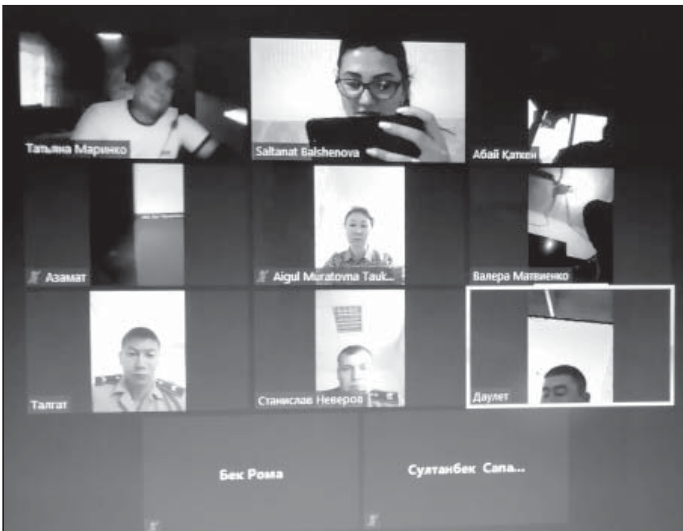 Татьяна Маринко
Saltanat Balshenova
Абай Қаткен
Азамат
Aigul Muratovna Tauk...
Валера Матвиенко
Талгат
Станислав Неверов
Даулет
Бек Рома
Султанбек Сапа...